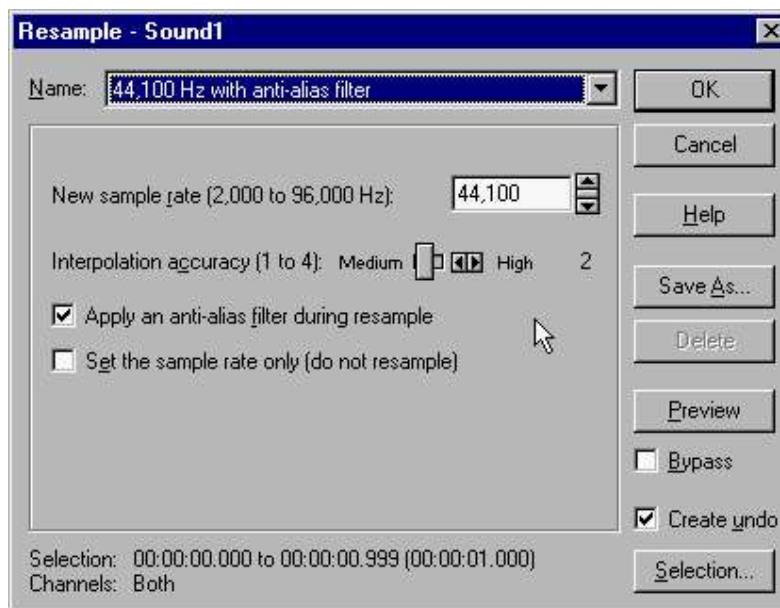 Resample - Sound1
Name: 44,100 Hz with anti-alias filter
OK
Cancel
New sample rate (2,000 to 96,000 Hz): 44,100
Help
Interpolation accuracy (1 to 4): Medium High 2
Save As...
Apply an anti-alias filter during resample
Delete
Set the sample rate only (do not resample)
Preview
Bypass
Create undo
Selection: 00:00:00.000 to 00:00:00.999 (00:00:01.000)
Channels: Both
Selection...